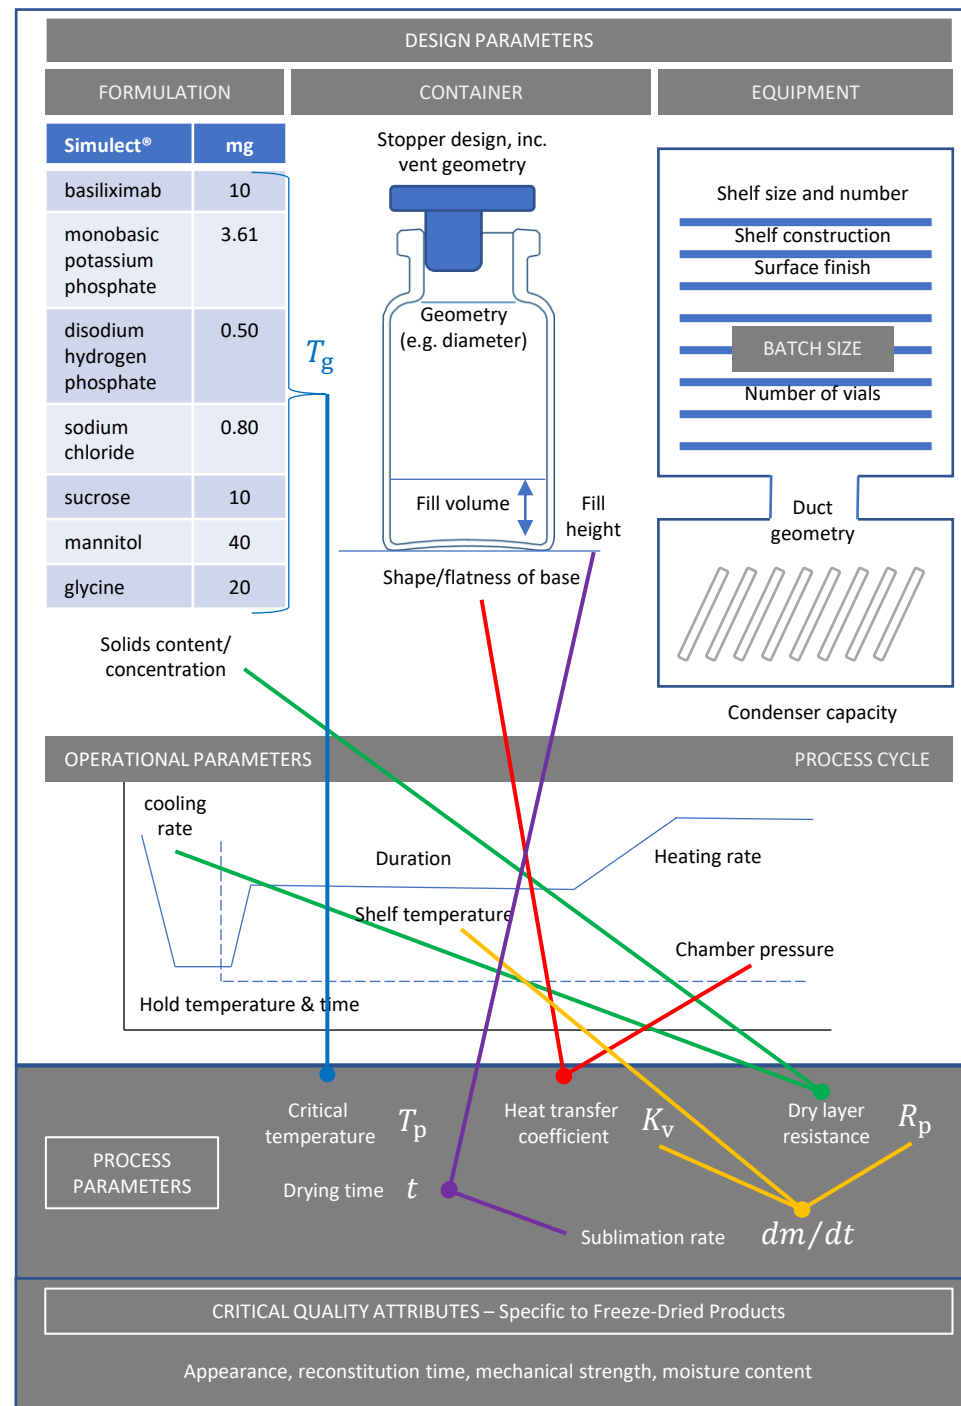 DESIGN PARAMETERS
FORMULATION
CONTAINER
EQUIPMENT
Simulect® mg
basiliximab 10
monobasic 3.61
potassium
phosphate
disodium 0.50
hydrogen
phosphate
sodium 0.80
chloride
sucrose 10
mannitol 40
glycine 20
Tg
Solids content/
concentration
Stopper design, inc.
vent geometry
Geometry
(e.g. diameter)
Fill volume
Fill
height
Shape/flatness of base
Shelf size and number
Shelf construction
Surface finish
BATCH SIZE
Number of vials
Duct
geometry
Condenser capacity
OPERATIONAL PARAMETERS
PROCESS CYCLE
cooling
rate
Duration
Heating rate
Shelf temperature
Chamber pressure
Hold temperature & time
Critical
temperature
Tp
Heat transfer
coefficient
Kv
Dry layer
resistance
Rp
PROCESS
PARAMETERS
Drying time t
Sublimation rate dm/dt
CRITICAL QUALITY ATTRIBUTES – Specific to Freeze-Dried Products
Appearance, reconstitution time, mechanical strength, moisture content